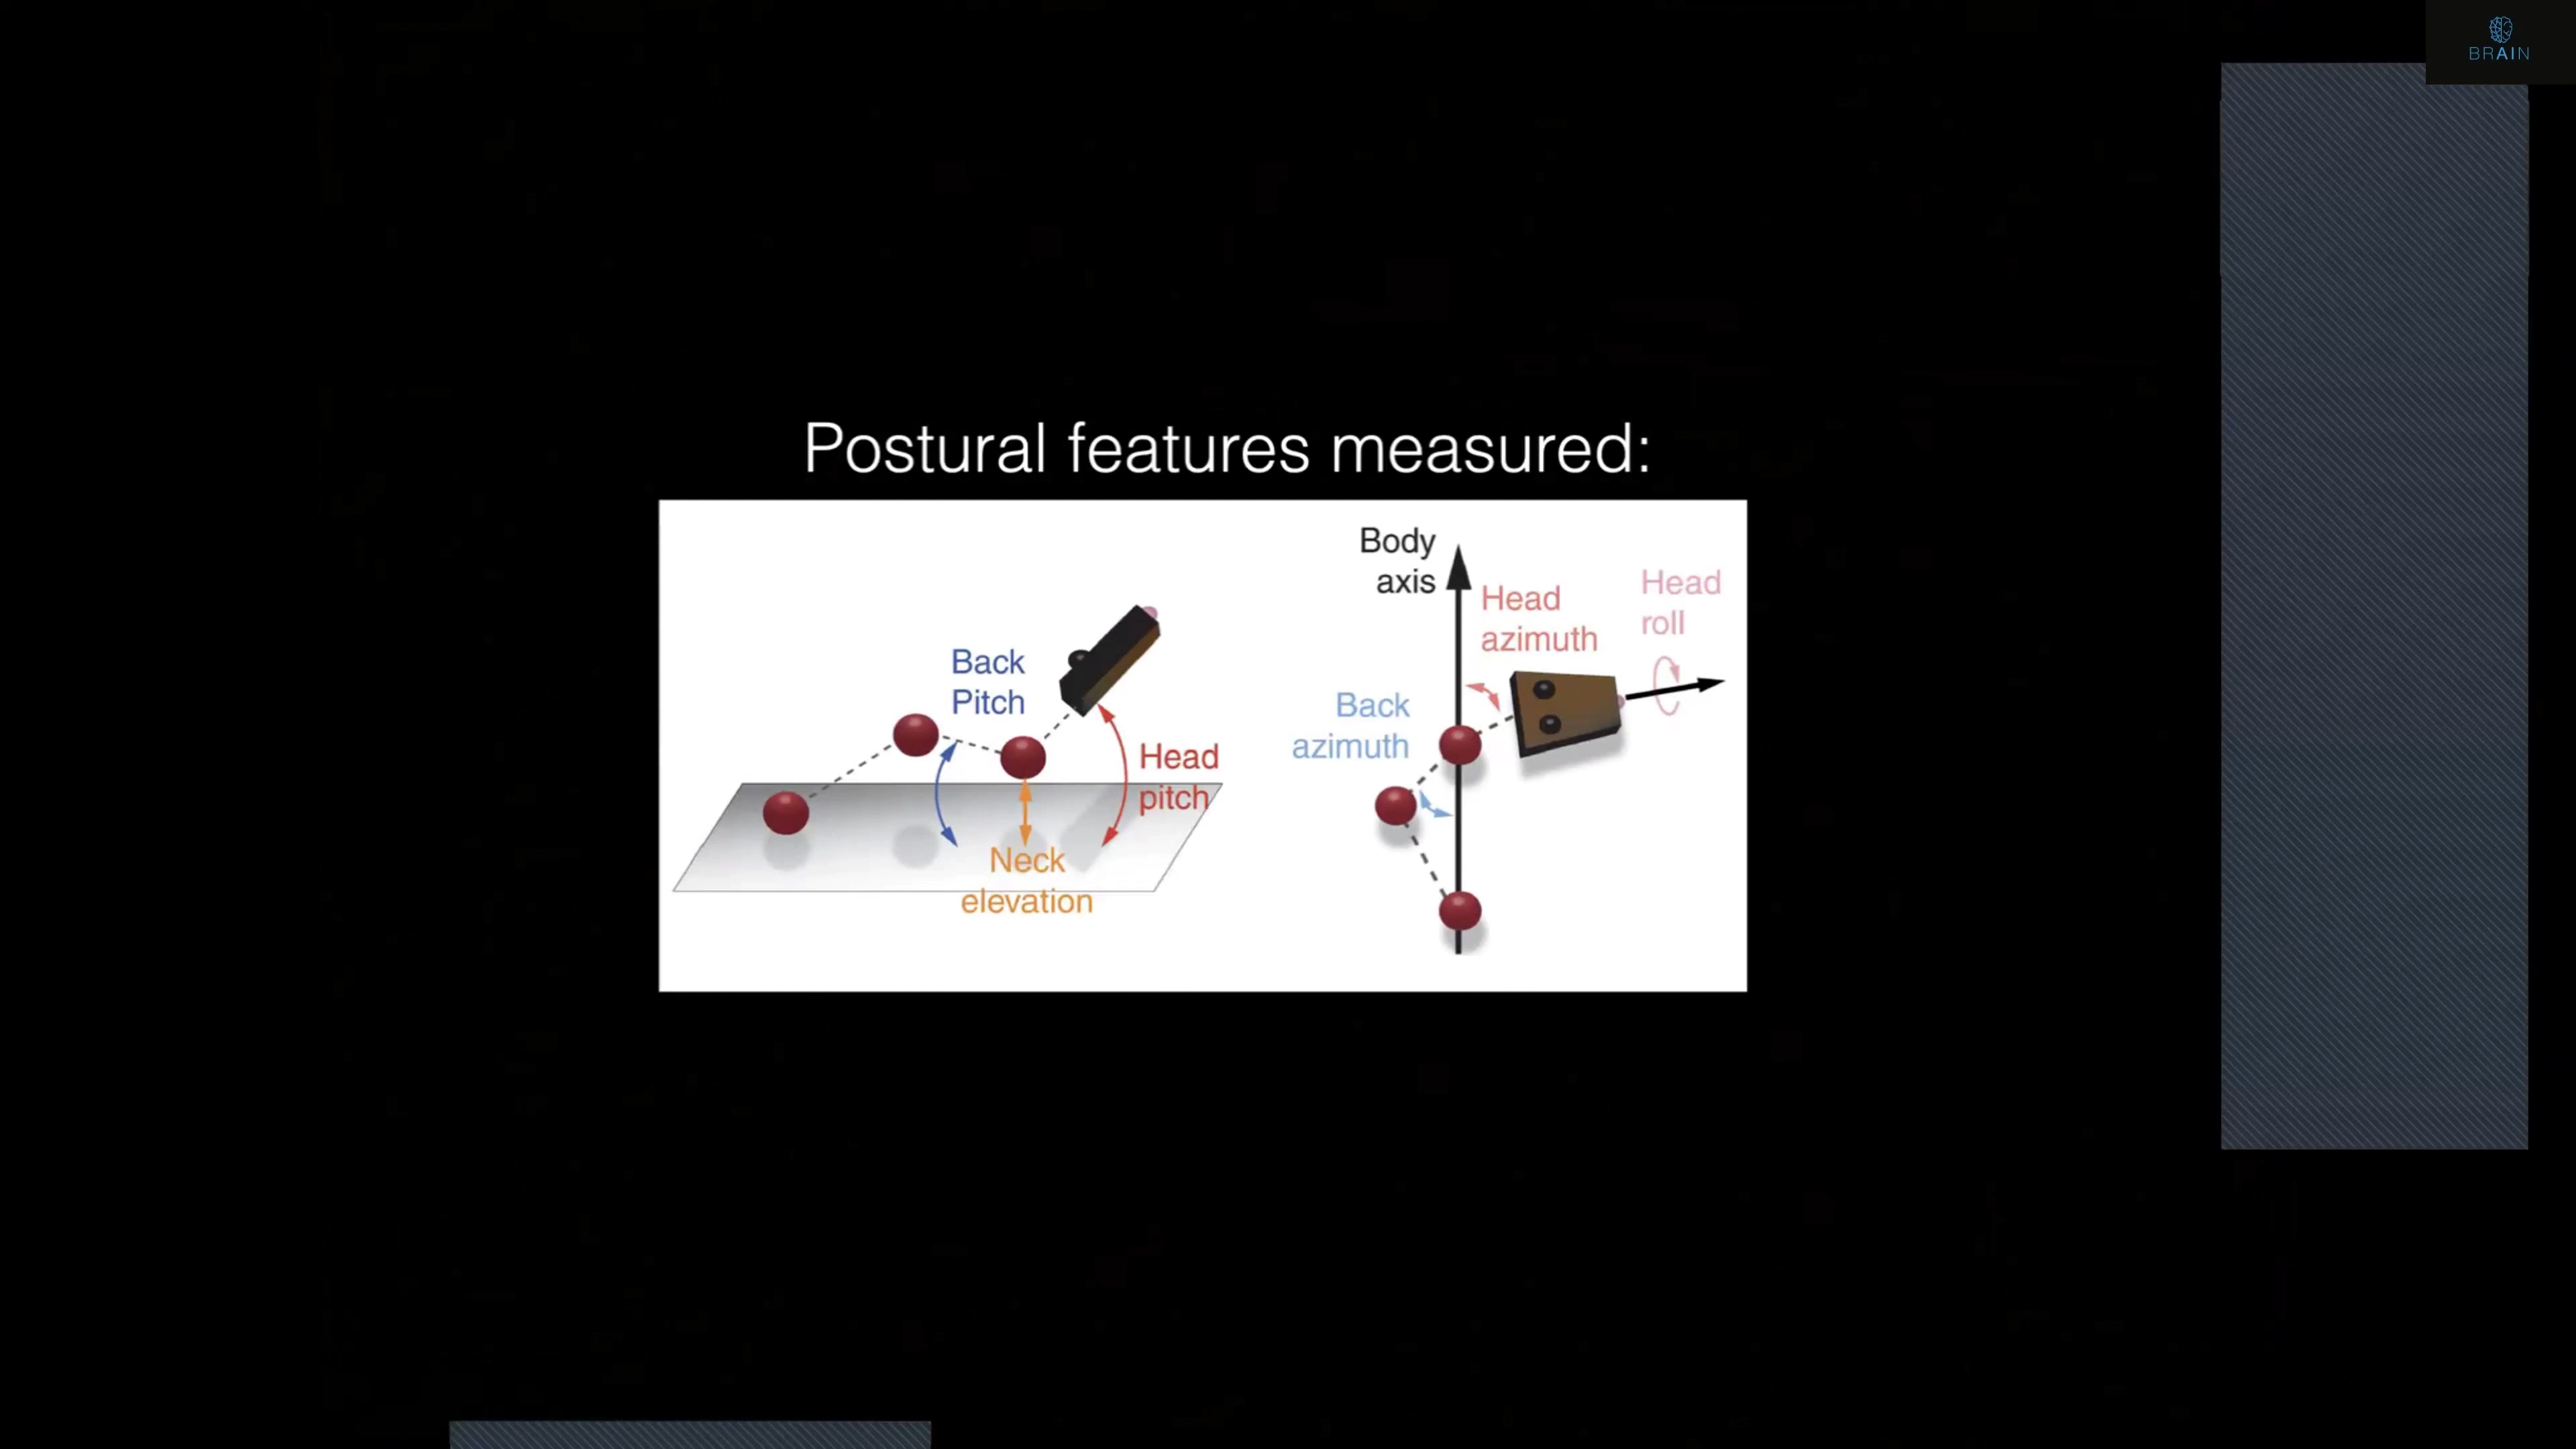 BRAIN
Postural features measured:
Back
Pitch
Head
pitch
Neck
elevation
Body
axis
Head
azimuth
Head
roll
Back
azimuth